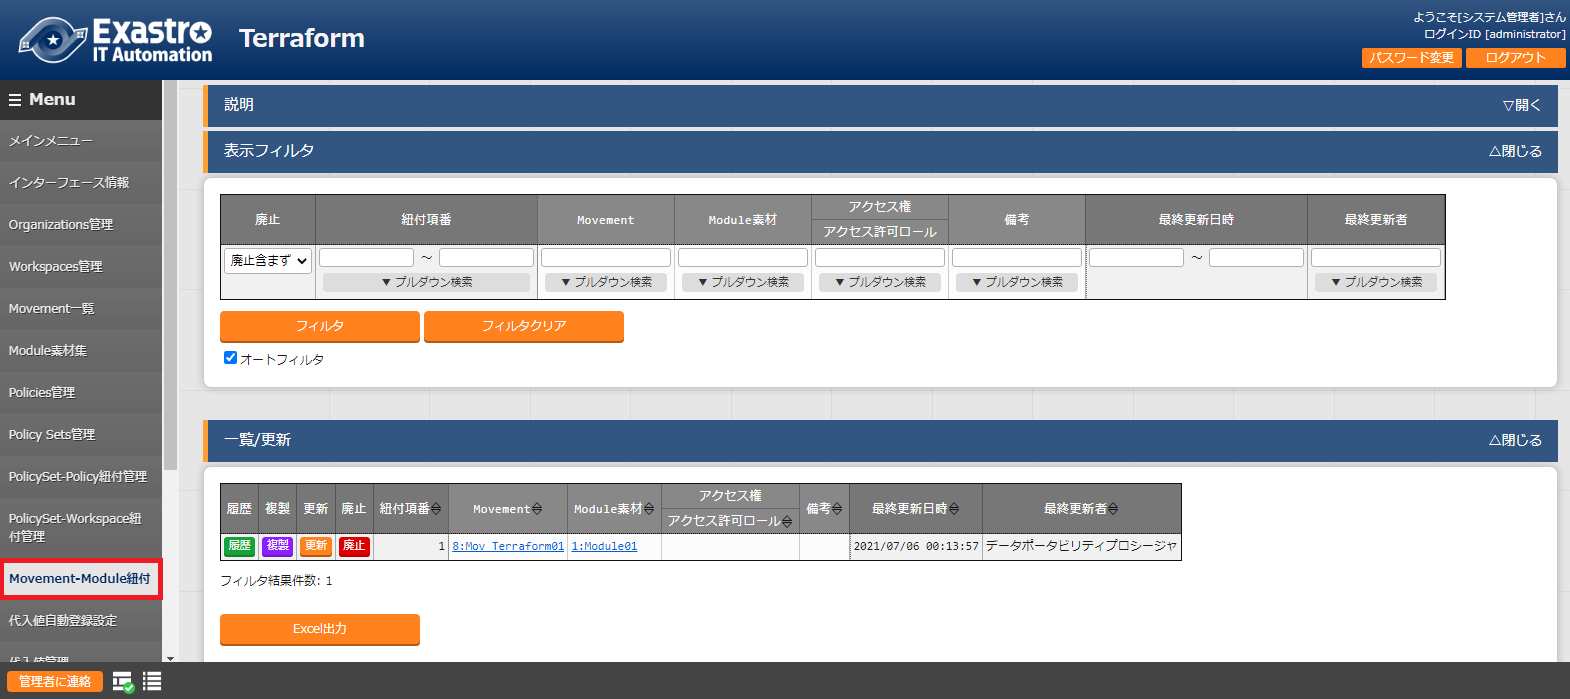 Exastro
IT Automation
Terraform
ようこそ[システム管理者]さん
ログインID [administrator]
パスワード変更
ログアウト
Menu
メインメニュー
インターフェース情報
Organizations管理
Workspaces管理
Movement一覧
Module素材集
Policies管理
Policy Sets管理
PolicySet-Policy紐付管理
PolicySet-Workspace紐
付管理
Movement-Module紐付
代入値自動登録設定
代入値管理
管理者に連絡
説明
▽開く
表示フィルタ
△閉じる
廃止
紐付項番
Movement
Module素材
アクセス権
アクセス許可ロール
備考
最終更新日時
最終更新者
廃止含まず
～
～
▼ プルダウン検索
▼ プルダウン検索
▼ プルダウン検索
▼ プルダウン検索
▼ プルダウン検索
▼ プルダウン検索
フィルタ
フィルタクリア
オートフィルタ
一覧/更新
△閉じる
履歴
複製
更新
廃止
紐付項番
Movement
Module素材
アクセス権
アクセス許可ロール
備考
最終更新日時
最終更新者
履歴
複製
更新
廃止
1
8:Mov_Terraform01
1:Module01
2021/07/06 00:13:57
データポータビリティプロシージャ
フィルタ結果件数: 1
Excel出力